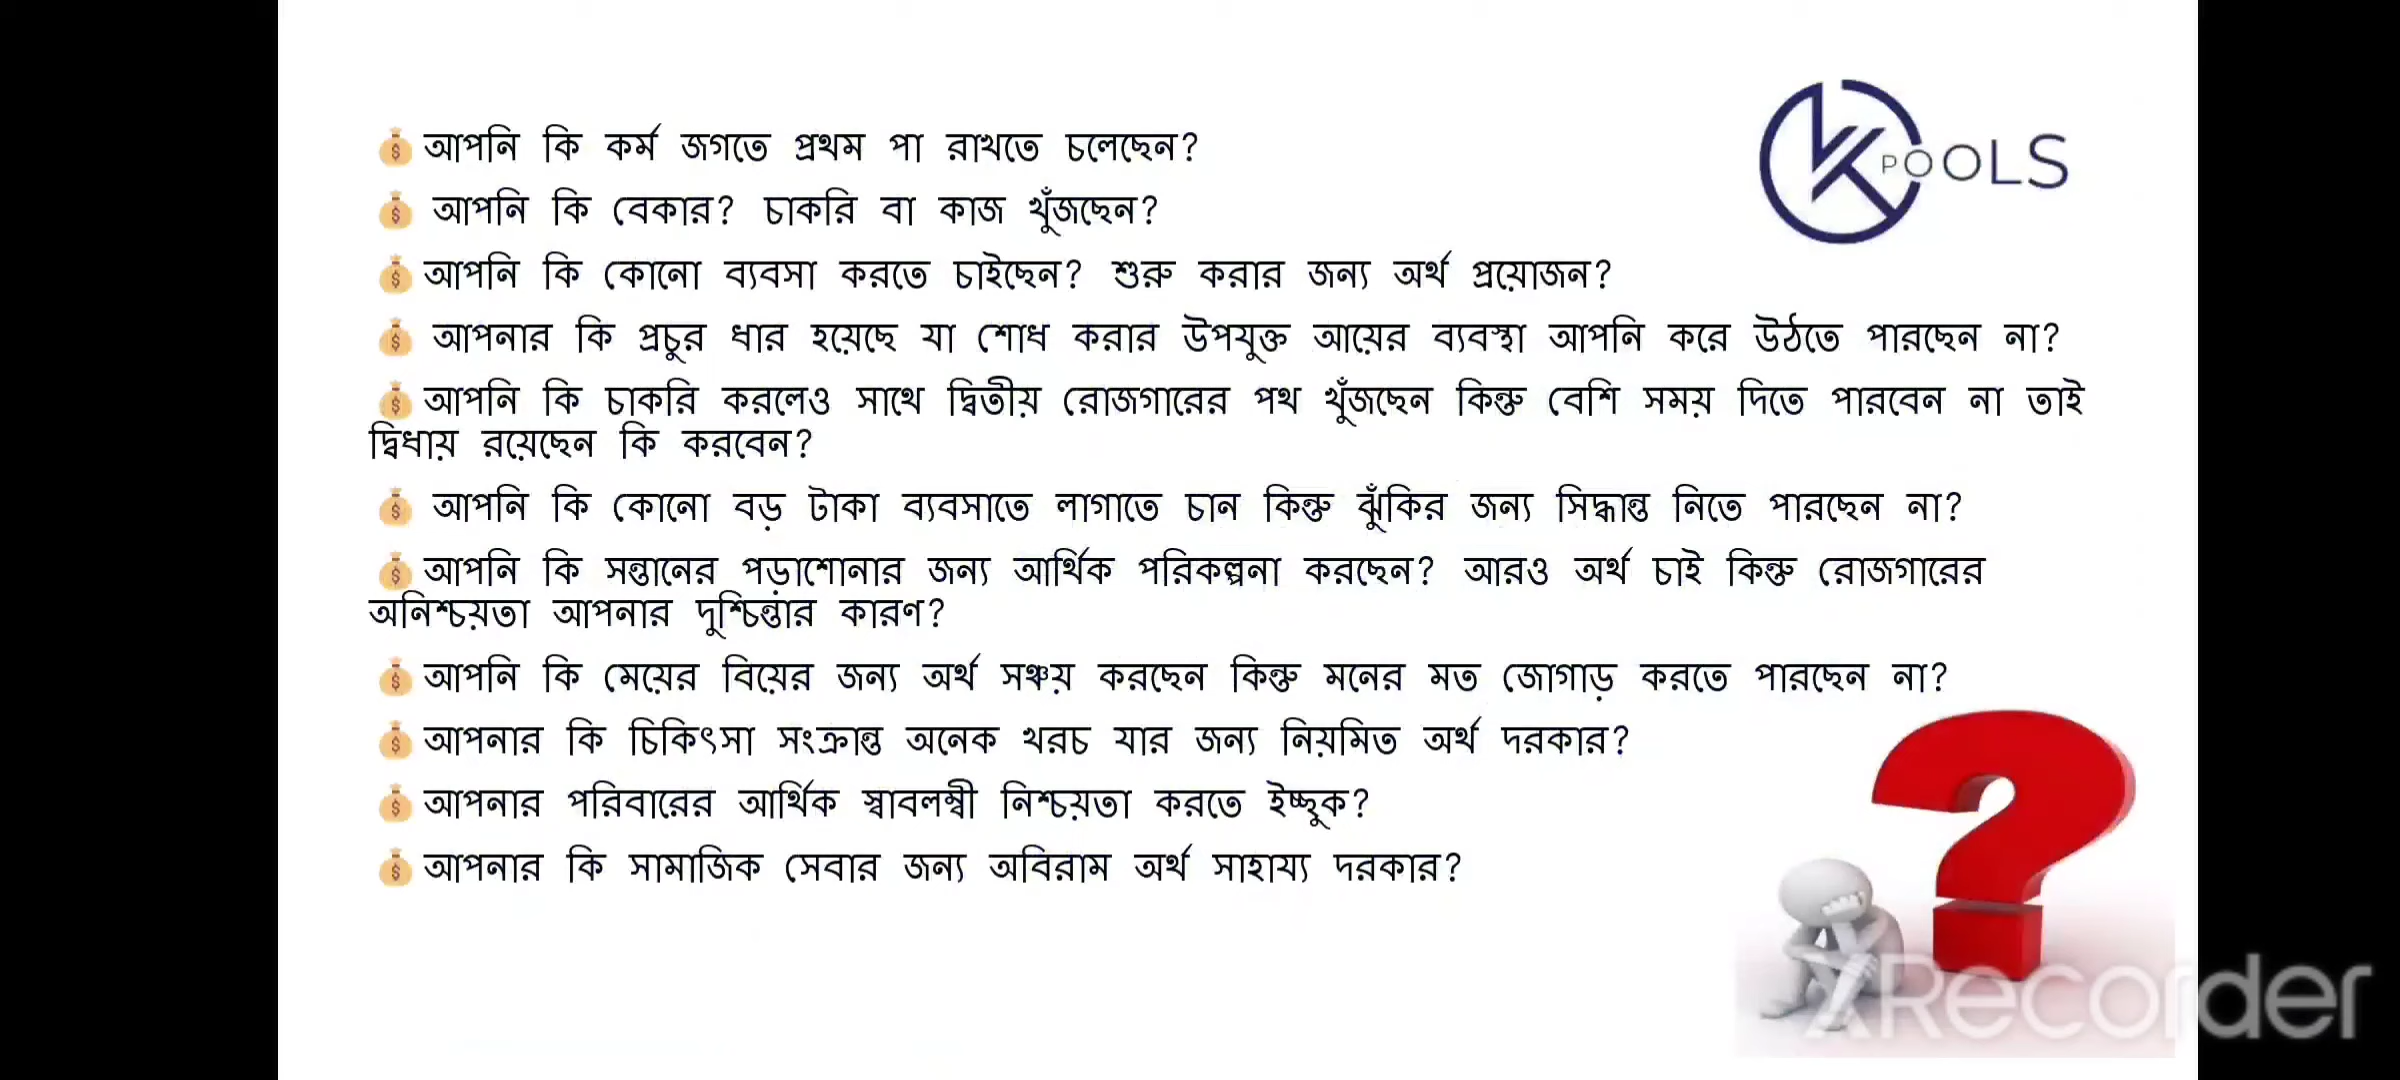 K POOLS
💰আপনি কি কর্ম জগতে প্রথম পা রাখতে চলেছেন?
💰 আপনি কি বেকার? চাকরি বা কাজ খুঁজছেন?
💰আপনি কি কোনো ব্যবসা করতে চাইছেন? শুরু করার জন্য অর্থ প্রয়োজন?
💰 আপনার কি প্রচুর ধার হয়েছে যা শোধ করার উপযুক্ত আয়ের ব্যবস্থা আপনি করে উঠতে পারছেন না?
💰আপনি কি চাকরি করলেও সাথে দ্বিতীয় রোজগারের পথ খুঁজছেন কিন্তু বেশি সময় দিতে পারবেন না তাই
দ্বিধায় রয়েছেন কি করবেন?
💰 আপনি কি কোনো বড় টাকা ব্যবসাতে লাগাতে চান কিন্তু ঝুঁকির জন্য সিদ্ধান্ত নিতে পারছেন না?
💰আপনি কি সন্তানের পড়াশোনার জন্য আর্থিক পরিকল্পনা করছেন? আরও অর্থ চাই কিন্তু রোজগারের
অনিশ্চয়তা আপনার দুশ্চিন্তার কারণ?
💰আপনি কি মেয়ের বিয়ের জন্য অর্থ সঞ্চয় করছেন কিন্তু মনের মত জোগাড় করতে পারছেন না?
💰আপনার কি চিকিৎসা সংক্রান্ত অনেক খরচ যার জন্য নিয়মিত অর্থ দরকার?
💰আপনার পরিবারের আর্থিক স্বাবলম্বী নিশ্চয়তা করতে ইচ্ছুক?
💰আপনার কি সামাজিক সেবার জন্য অবিরাম অর্থ সাহায্য দরকার?
XRecorder